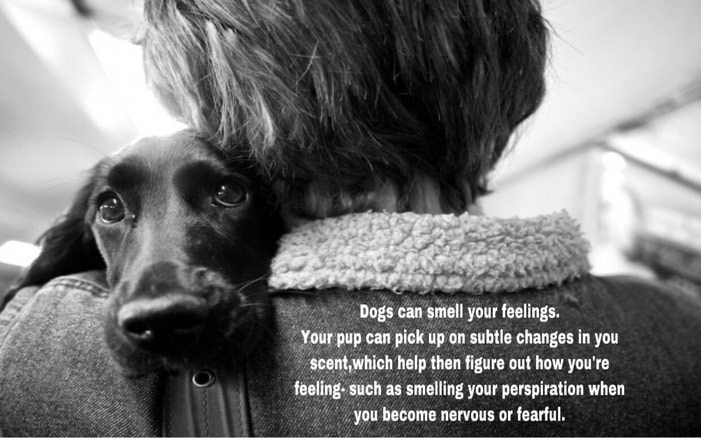 Dogs can smell your feelings.
Your pup can pick up on subtle changes in you
scent,which help then figure out how you're
feeling- such as smelling your perspiration when
you become nervous or fearful.